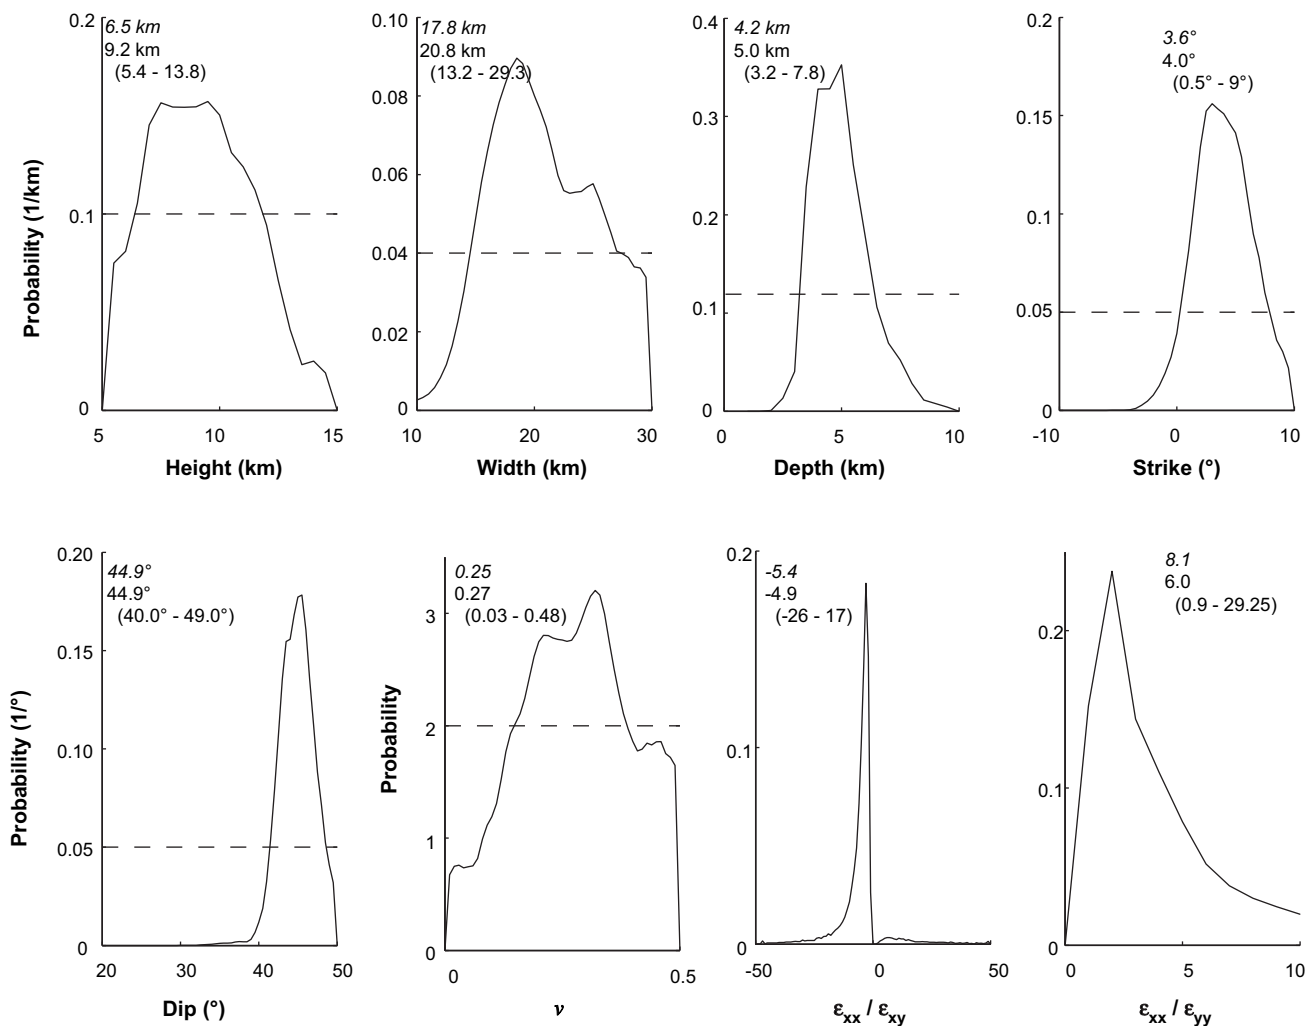 0.2
6.5 km
9.2 km
(5.4 - 13.8)
0.1
0
5
10
15
Height (km)
Probability (1/km)
0.10
17.8 km
20.8 km
(13.2 - 29.3)
0.08
0.06
0.04
0.02
0
10
20
30
Width (km)
0.4
4.2 km
5.0 km
(3.2 - 7.8)
0.3
0.2
0.1
0
0
5
10
Depth (km)
0.20
3.6°
4.0°
(0.5° - 9°)
0.15
0.10
0.05
0
-10
0
10
Strike (°)
0.20
44.9°
44.9°
(40.0° - 49.0°)
0.15
0.10
0.05
0
20
30
40
50
Dip (°)
Probability (1/°)
0.25
0.27
(0.03 - 0.48)
3
2
1
0
0
0.5
ν
Probability
0.2
-5.4
-4.9
(-26 - 17)
0.1
0
-50
0
50
εxx / εxy
8.1
6.0
(0.9 - 29.25)
0.2
0.1
0
0
5
10
εxx / εyy